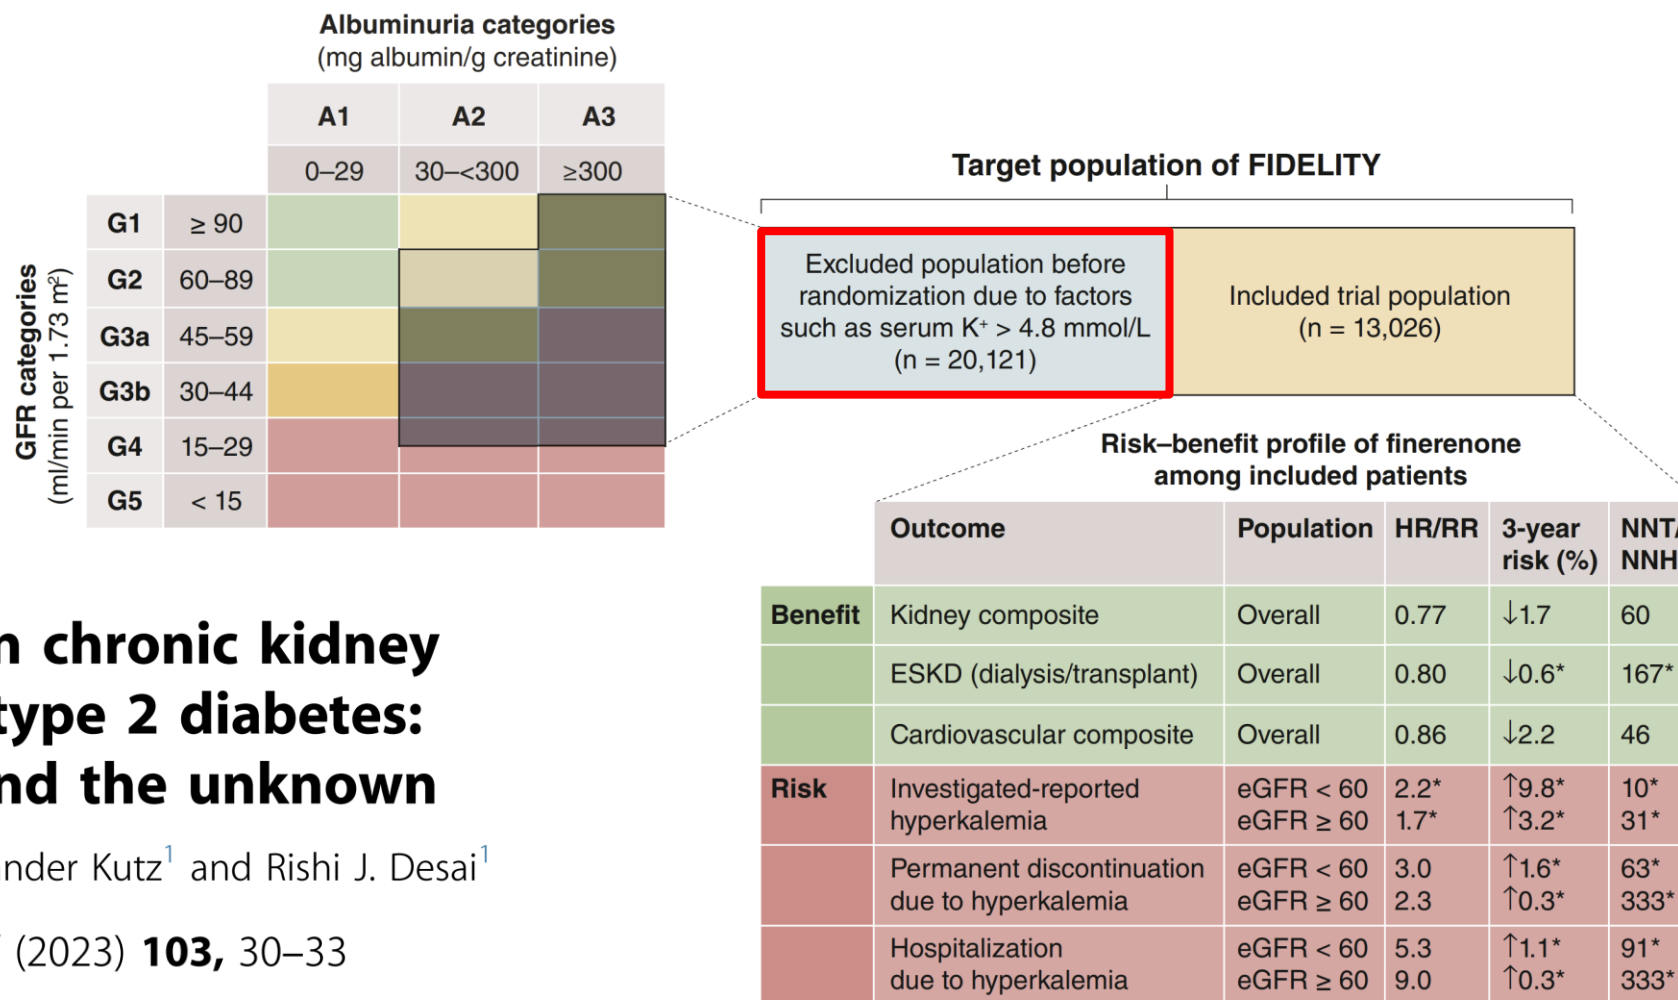 Albuminuria categories
(mg albumin/g creatinine)
A1 A2 A3
0–29 30–<300 ≥300
GFR categories
(ml/min per 1.73 m²)
G1 ≥ 90
G2 60–89
G3a 45–59
G3b 30–44
G4 15–29
G5 < 15
Target population of FIDELITY
Excluded population before
randomization due to factors
such as serum K⁺ > 4.8 mmol/L
(n = 20,121)
Included trial population
(n = 13,026)
Risk–benefit profile of finerenone
among included patients
Outcome Population HR/RR 3-year NNT/
risk (%) NNH
Benefit Kidney composite Overall 0.77 ↓1.7 60
ESKD (dialysis/transplant) Overall 0.80 ↓0.6* 167*
Cardiovascular composite Overall 0.86 ↓2.2 46
Risk Investigated-reported eGFR < 60 2.2* ↑9.8* 10*
hyperkalemia eGFR ≥ 60 1.7* ↑3.2* 31*
Permanent discontinuation eGFR < 60 3.0 ↑1.6* 63*
due to hyperkalemia eGFR ≥ 60 2.3 ↑0.3* 333*
Hospitalization eGFR < 60 5.3 ↑1.1* 91*
due to hyperkalemia eGFR ≥ 60 9.0 ↑0.3* 333*
n chronic kidney
type 2 diabetes:
nd the unknown
nder Kutz¹ and Rishi J. Desai¹
(2023) 103, 30–33